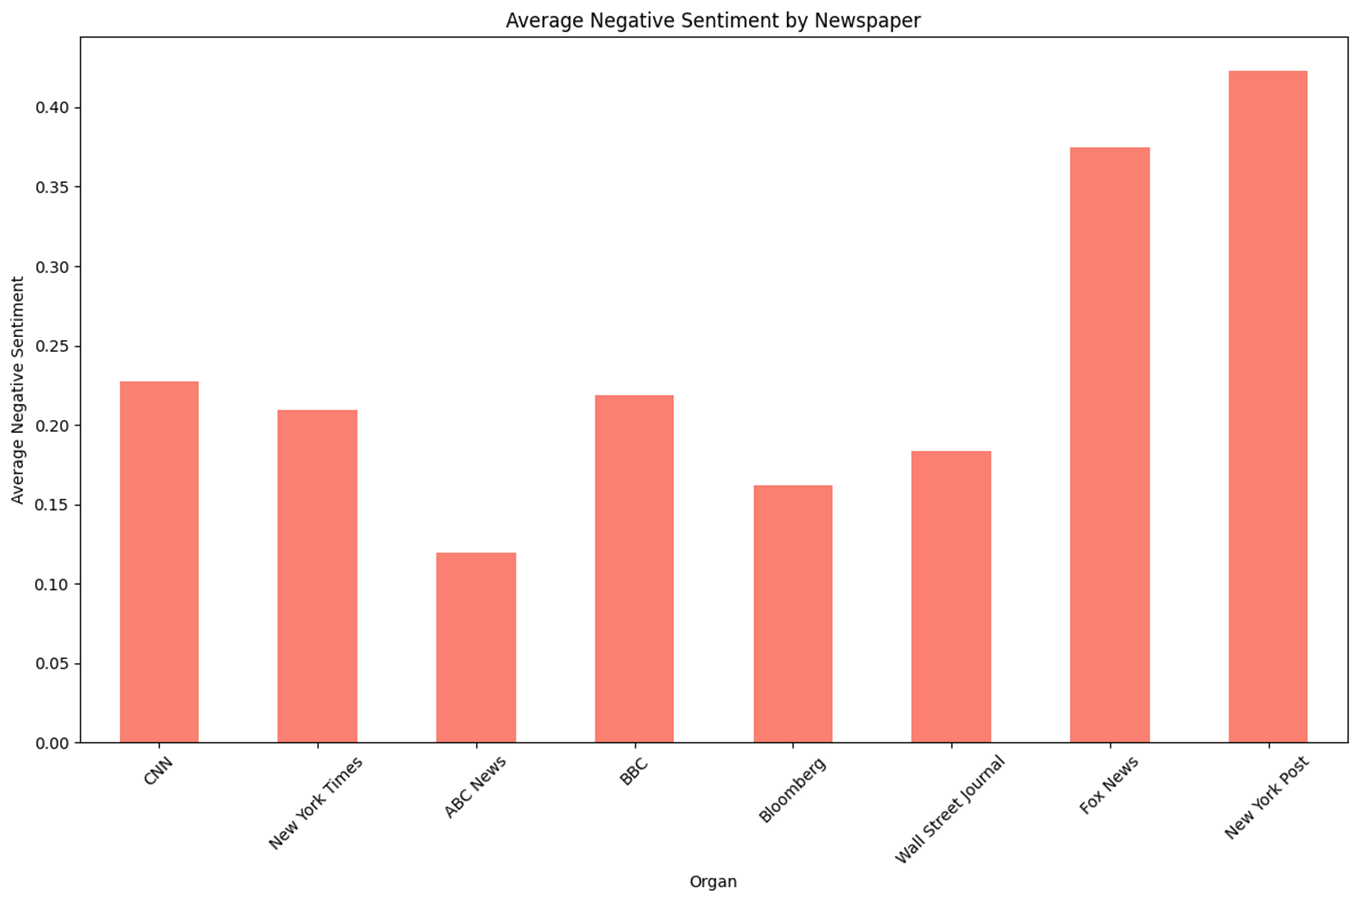 Average Negative Sentiment by Newspaper
Average Negative Sentiment
0.40
0.35
0.30
0.25
0.20
0.15
0.10
0.05
0.00
CNN
New York Times
ABC News
BBC
Bloomberg
Wall Street Journal
Fox News
New York Post
Organ